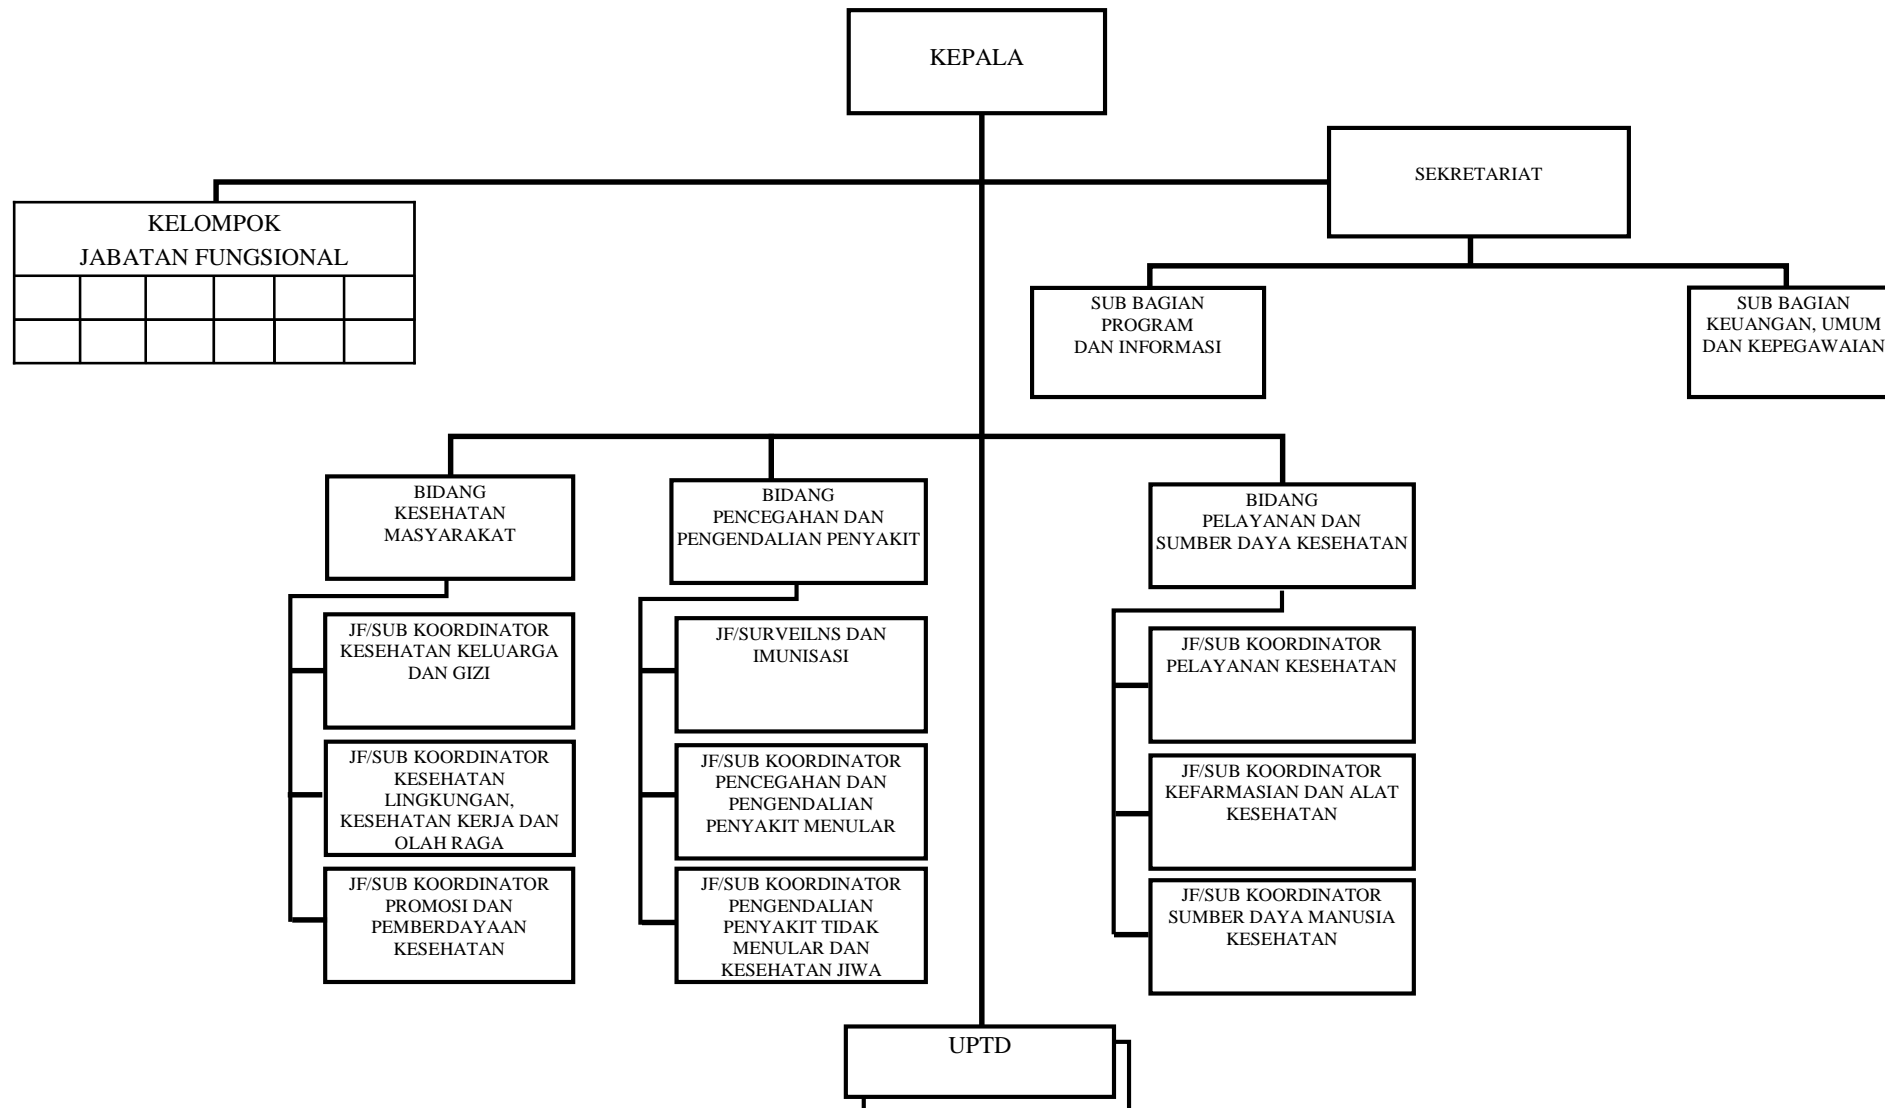 KEPALA
SEKRETARIAT
KELOMPOK
JABATAN FUNGSIONAL
SUB BAGIAN
PROGRAM
DAN INFORMASI
SUB BAGIAN
KEUANGAN, UMUM
DAN KEPEGAWAIAN
BIDANG
KESEHATAN
MASYARAKAT
BIDANG
PENCEGAHAN DAN
PENGENDALIAN PENYAKIT
BIDANG
PELAYANAN DAN
SUMBER DAYA KESEHATAN
JF/SUB KOORDINATOR
KESEHATAN KELUARGA
DAN GIZI
JF/SURVEILNS DAN
IMUNISASI
JF/SUB KOORDINATOR
PELAYANAN KESEHATAN
JF/SUB KOORDINATOR
KESEHATAN
LINGKUNGAN,
KESEHATAN KERJA DAN
OLAH RAGA
JF/SUB KOORDINATOR
PENCEGAHAN DAN
PENGENDALIAN
PENYAKIT MENULAR
JF/SUB KOORDINATOR
KEFARMASIAN DAN ALAT
KESEHATAN
JF/SUB KOORDINATOR
PROMOSI DAN
PEMBERDAYAAN
KESEHATAN
JF/SUB KOORDINATOR
PENGENDALIAN
PENYAKIT TIDAK
MENULAR DAN
KESEHATAN JIWA
JF/SUB KOORDINATOR
SUMBER DAYA MANUSIA
KESEHATAN
UPTD